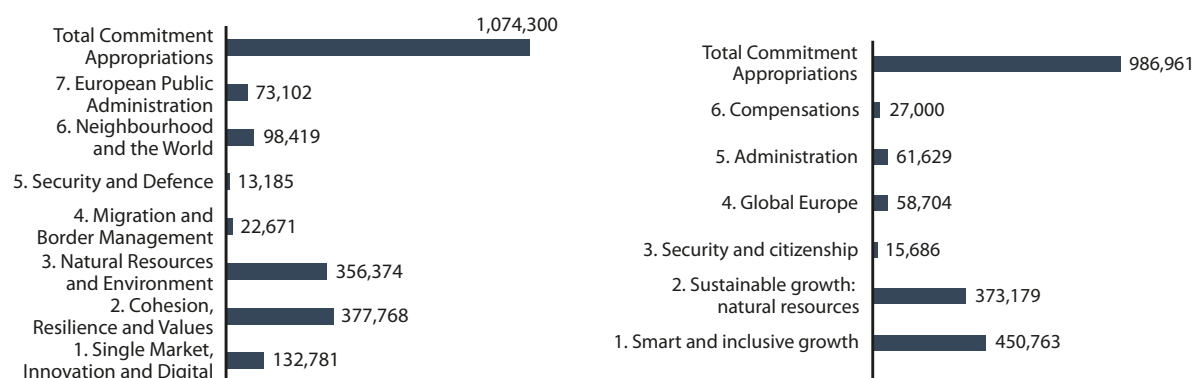 1,074,300
Total Commitment
Appropriations
7. European Public
Administration
73,102
6. Neighbourhood
and the World
98,419
5. Security and Defence
13,185
4. Migration and
Border Management
22,671
3. Natural Resources
and Environment
356,374
2. Cohesion,
Resilience and Values
377,768
1. Single Market,
Innovation and Digital
132,781
Total Commitment
Appropriations
986,961
6. Compensations
27,000
5. Administration
61,629
4. Global Europe
58,704
3. Security and citizenship
15,686
2. Sustainable growth:
natural resources
373,179
1. Smart and inclusive growth
450,763